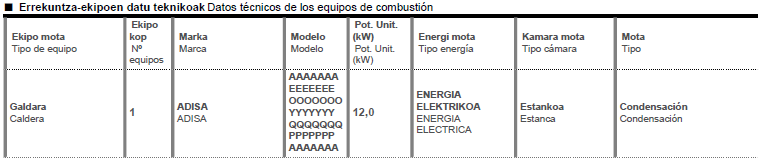 ■ Errekuntza-ekipoen datu teknikoak Datos técnicos de los equipos de combustión
Ekipo mota
Tipo de equipo
Ekipo
kop
Nº
equipos
Marka
Marca
Modelo
Modelo
Pot. Unit.
(kW)
Pot. Unit.
(kW)
Energi mota
Tipo energía
Kamara mota
Tipo cámara
Mota
Tipo
Galdara
Caldera
1
ADISA
ADISA
AAAAAAA
EEEEEEE
OOOOOOO
YYYYYYY
QQQQQQQ
PPPPPPP
AAAAAAA
12,0
ENERGIA
ELEKTRIKOA
ENERGIA
ELECTRICA
Estankoa
Estanca
Condensación
Condensación